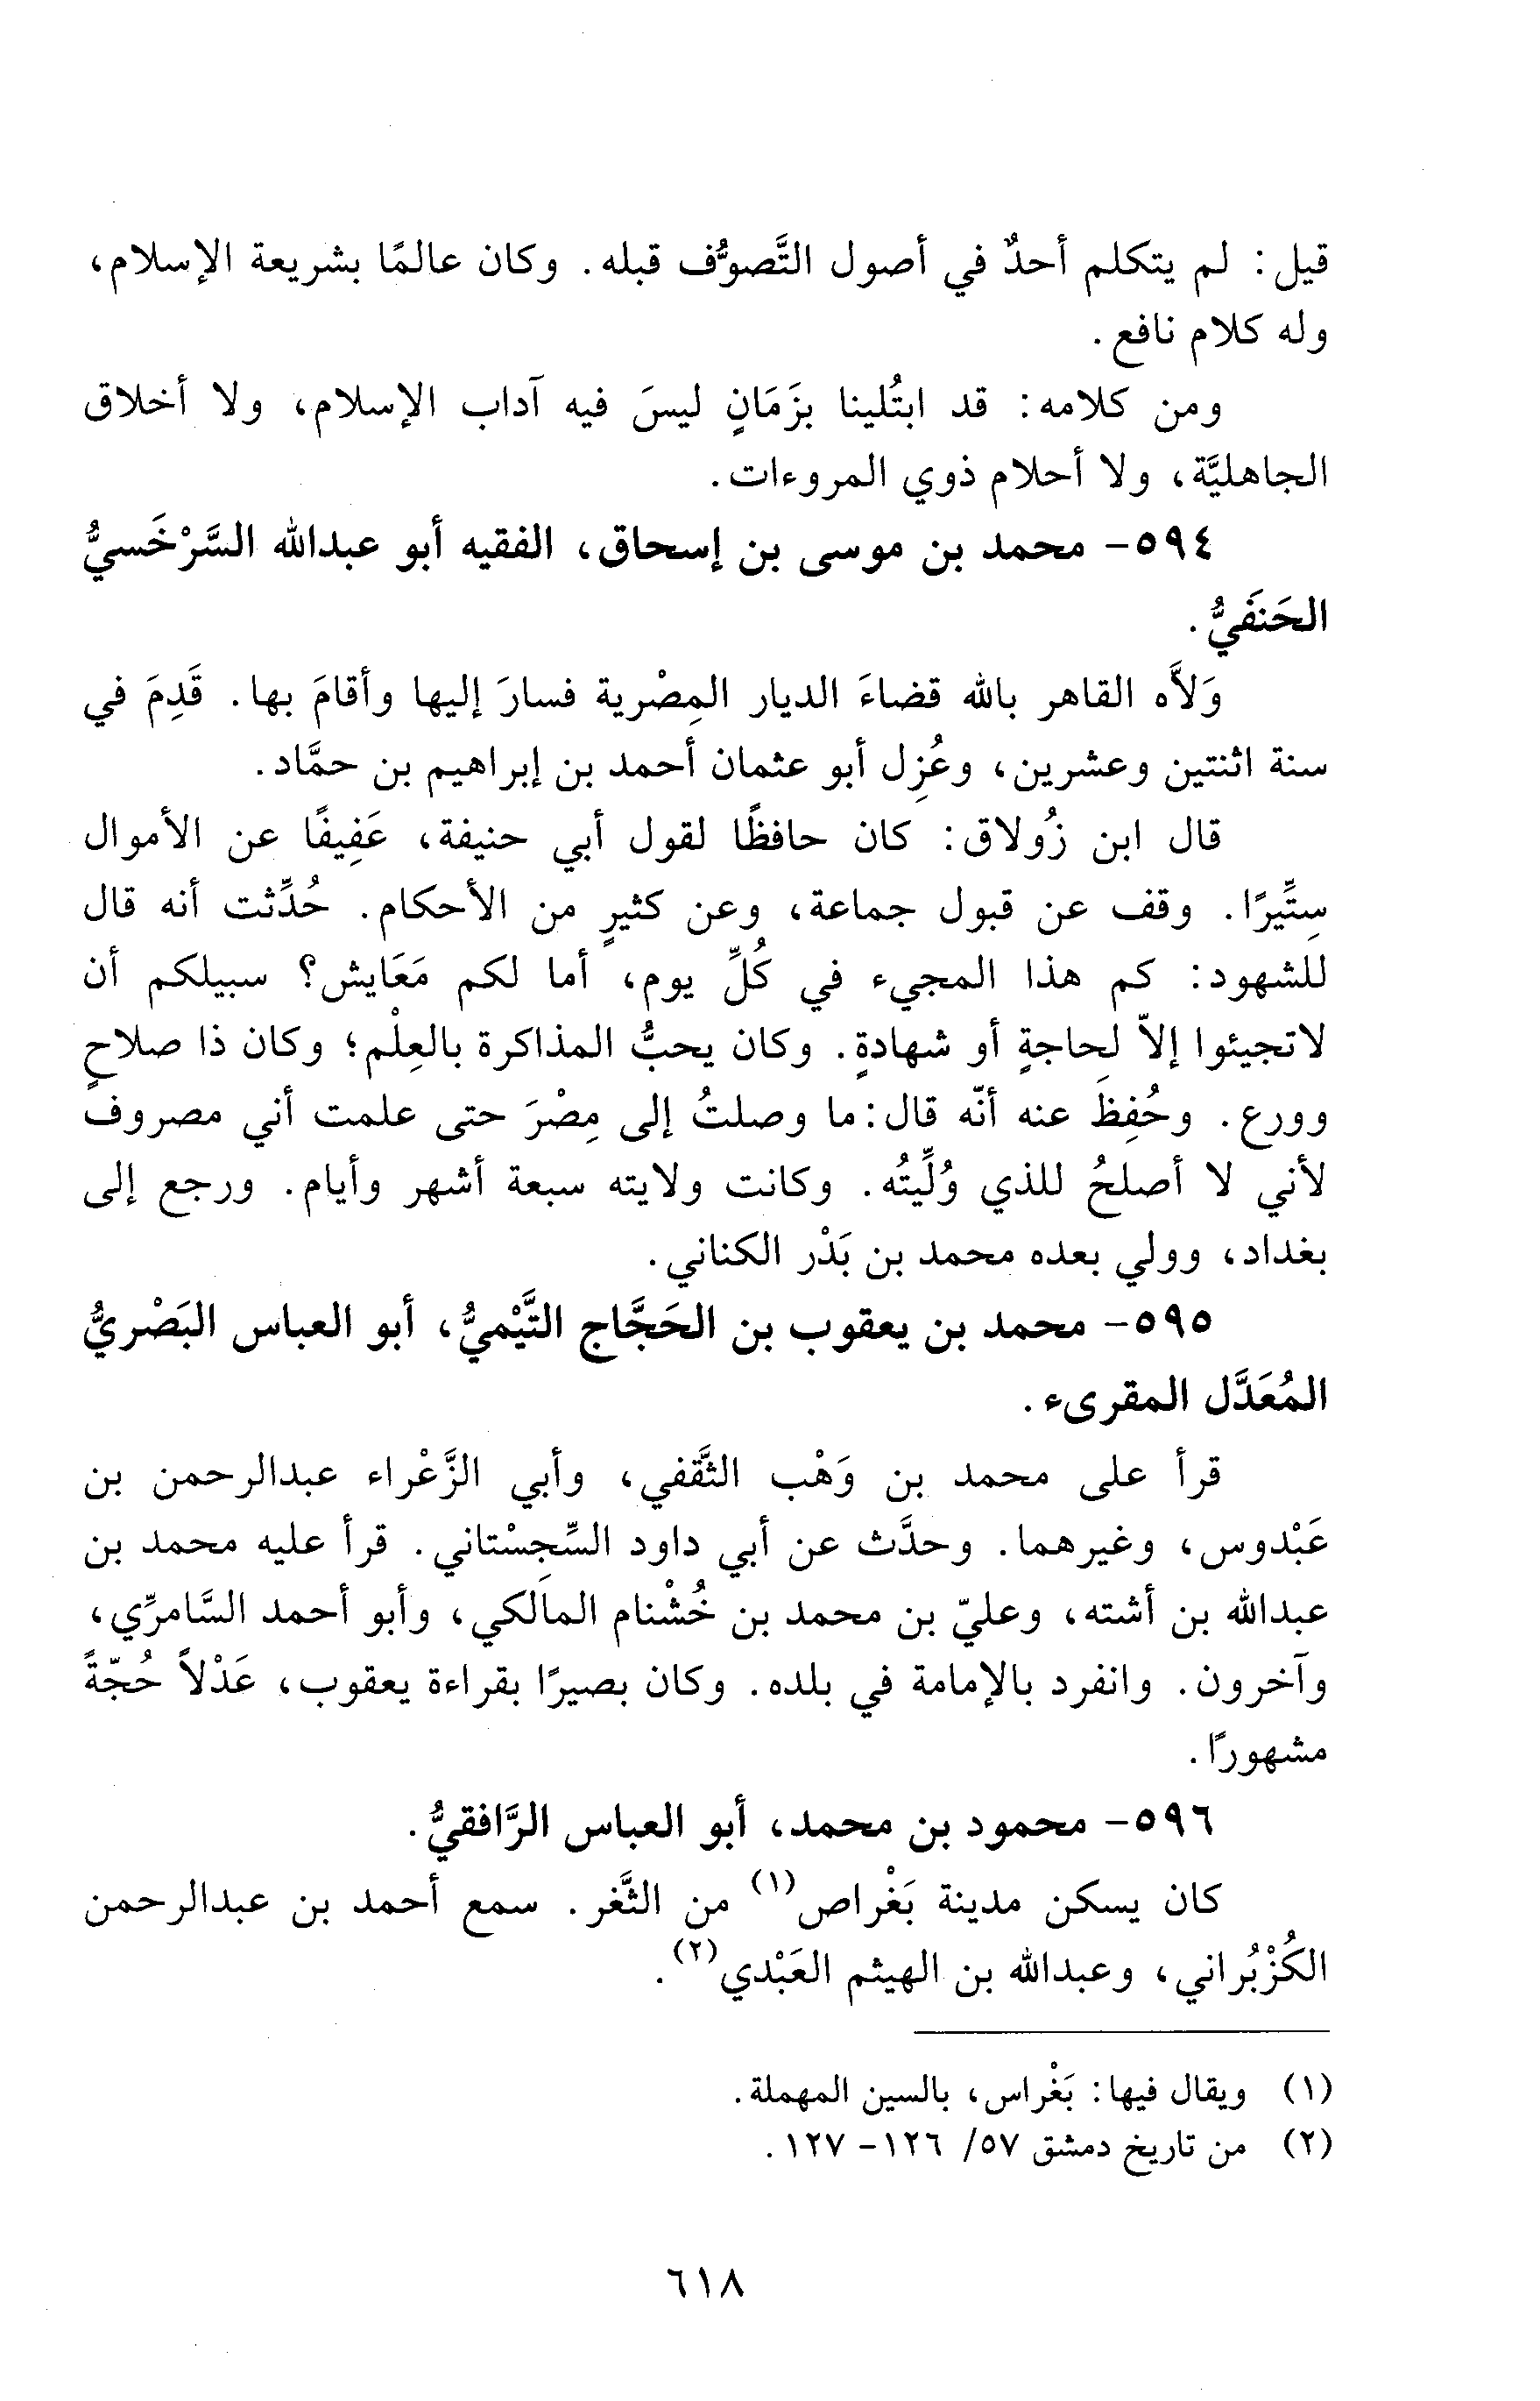 قيل: لم يتكلم أحدٌ في أصول التَّصوُّف قبله. وكان عالمًا بشريعة الإسلام،
وله كلام نافع.
ومن كلامه: قد ابتُلينا بزَمَانٍ ليسَ فيه آداب الإسلام، ولا أخلاق
الجاهليَّة، ولا أحلام ذوي المروءات.
٥٩٤- محمد بن موسى بن إسحاق، الفقيه أبو عبدالله السَّرْخَسيُّ
الحَنَفيُّ.
وَلاَّه القاهر بالله قضاءَ الديار المِصْرية فسارَ إليها وأقامَ بها. قَدِمَ في
سنة اثنتين وعشرين، وعُزِل أبو عثمان أحمد بن إبراهيم بن حمَّاد.
قال ابن زُولاق: كان حافظًا لقول أبي حنيفة، عَفِيفًا عن الأموال
سِتِّيرًا. وقف عن قبول جماعة، وعن كثيرٍ من الأحكام. حُدِّثت أنه قال
للشهود: كم هذا المجيء في كُلِّ يوم، أما لكم مَعَايش؟ سبيلكم أن
لاتجيئوا إلاّ لحاجةٍ أو شهادةٍ. وكان يحبُّ المذاكرة بالعِلْم؛ وكان ذا صلاحٍ
وورع. وحُفِظَ عنه أنّه قال: ما وصلتُ إلى مِصْرَ حتى علمت أني مصروف
لأني لا أصلحُ للذي وُلِّيتُه. وكانت ولايته سبعة أشهر وأيام. ورجع إلى
بغداد، وولي بعده محمد بن بَدْر الكناني.
٥٩٥- محمد بن يعقوب بن الحَجَّاج التَّيْميُّ، أبو العباس البَصْريُّ
المُعَدَّل المقرىء.
قرأ على محمد بن وَهْب الثَّقفي، وأبي الزَّعْراء عبدالرحمن بن
عَبْدوس، وغيرهما. وحدَّث عن أبي داود السِّجِسْتاني. قرأ عليه محمد بن
عبدالله بن أشته، وعليّ بن محمد بن خُشْنام المالكي، وأبو أحمد السَّامرِّي،
وآخرون. وانفرد بالإمامة في بلده. وكان بصيرًا بقراءة يعقوب، عَدْلاً حُجّةً
مشهورًا.
٥٩٦- محمود بن محمد، أبو العباس الرَّافقيُّ.
كان يسكن مدينة بَغْراص(١) من الثَّغر. سمع أحمد بن عبدالرحمن
الكُزْبُراني، وعبدالله بن الهيثم العَبْدي(٢).
(١) ويقال فيها: بَغْراس، بالسين المهملة.
(٢) من تاريخ دمشق ٥٧/ ١٢٦- ١٢٧.
٦١٨